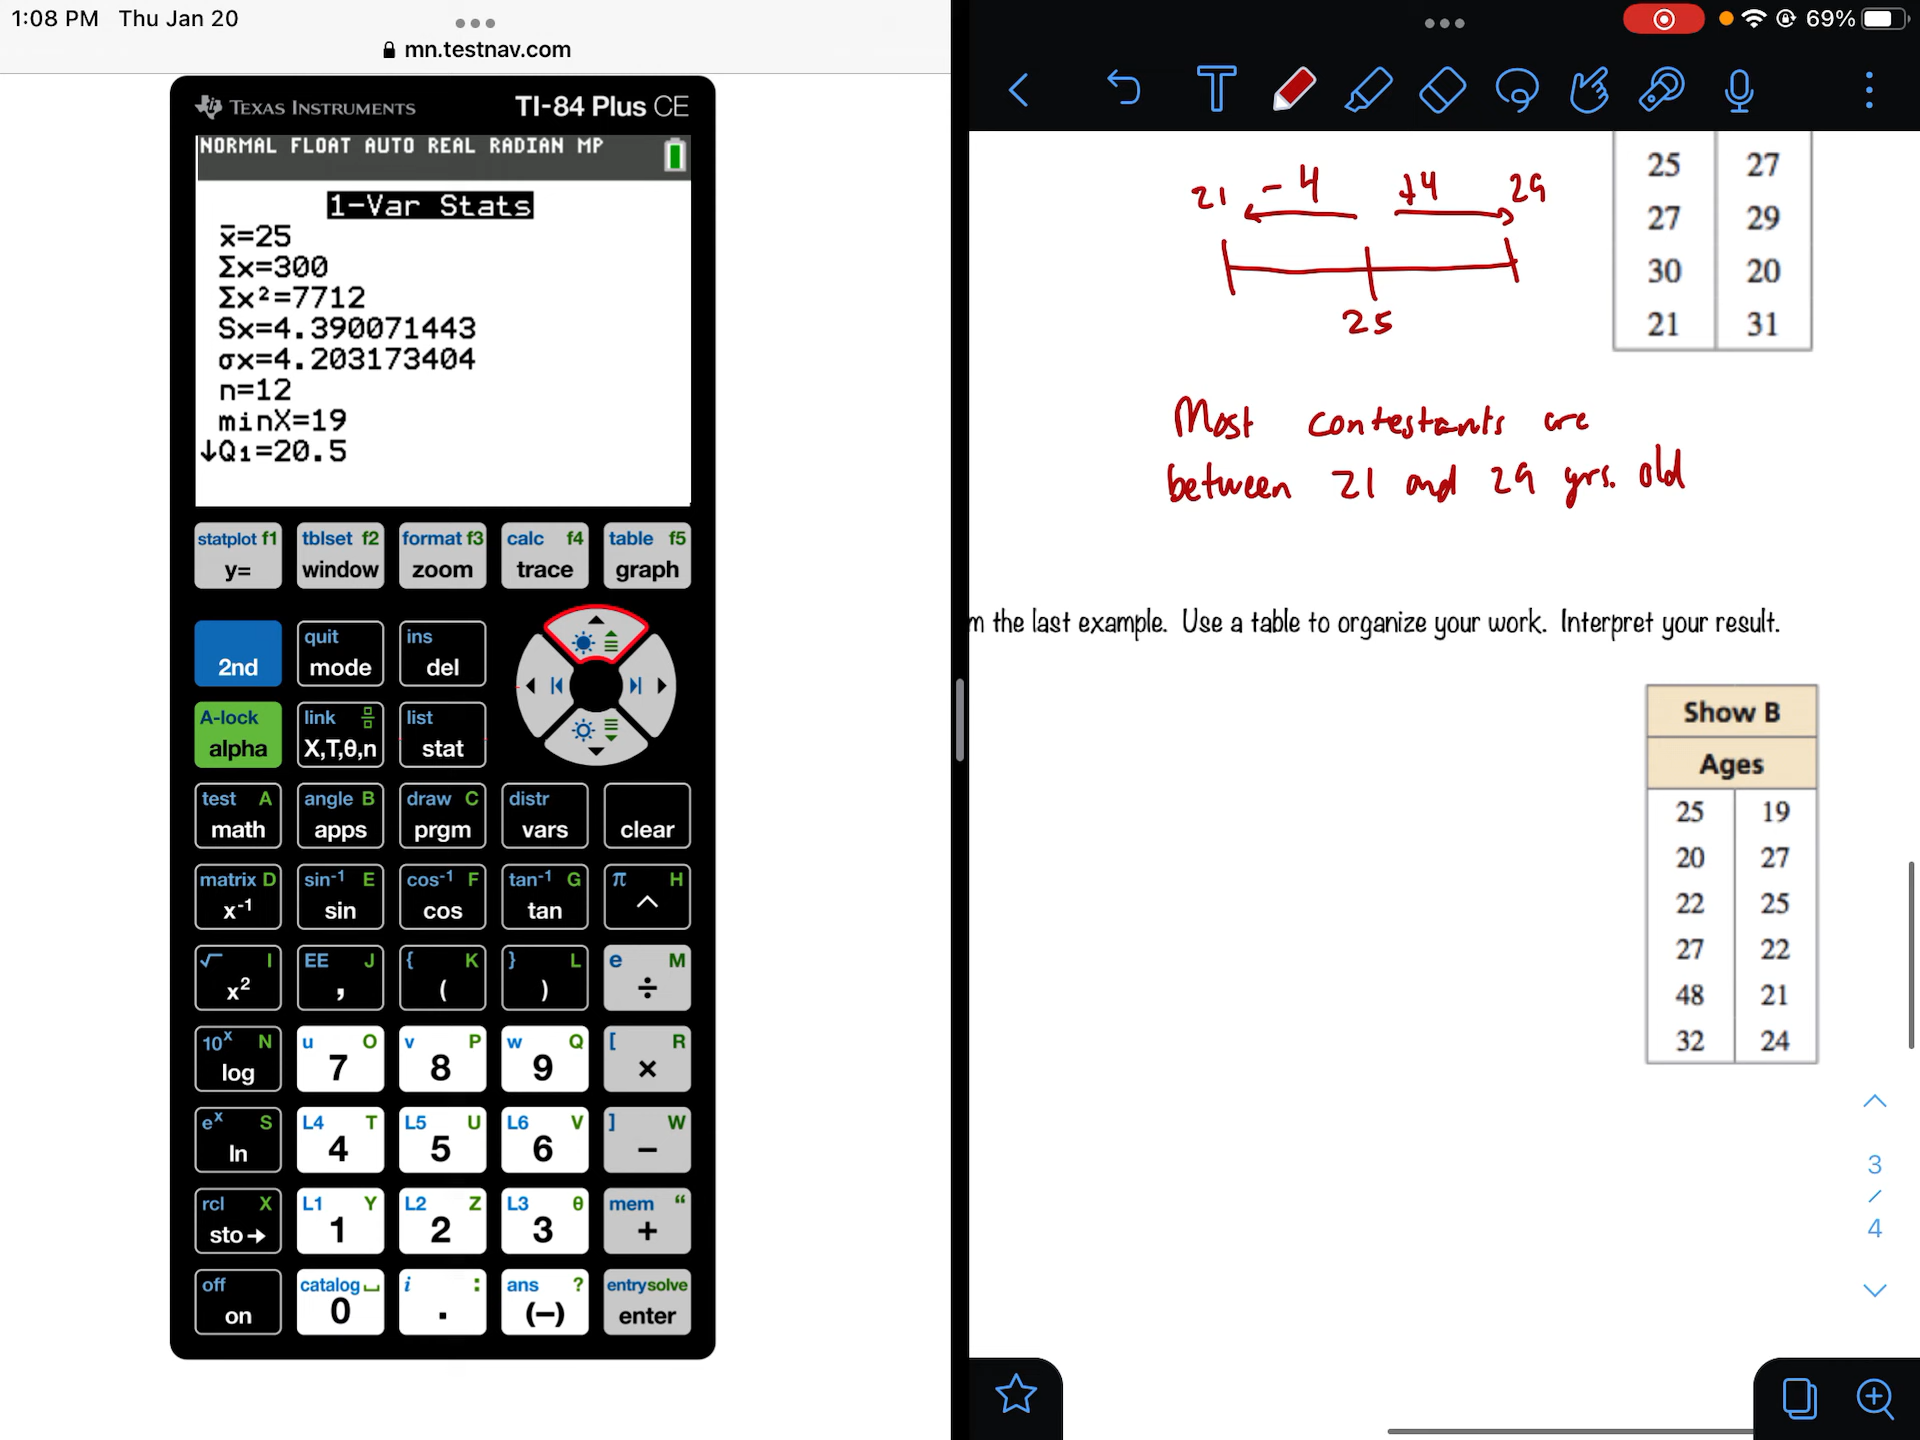 1:08 PM Thu Jan 20
mn.testnav.com
TEXAS INSTRUMENTS TI-84 Plus CE
NORMAL FLOAT AUTO REAL RADIAN MP
1-Var Stats
x̄=25
Σx=300
Σx²=7712
Sx=4.390071443
σx=4.203173404
n=12
minX=19
↓Q₁=20.5
statplot f1 tblset f2 format f3 calc f4 table f5
y= window zoom trace graph
quit ins
2nd mode del
A-lock link list
alpha X,T,θ,n stat
test A angle B draw C distr
math apps prgm vars clear
matrix D sin⁻¹ E cos⁻¹ F tan⁻¹ G π H
x⁻¹ sin cos tan ^
√ I EE J { K } L e M
x² , ( ) ÷
10ˣ N u O v P w Q [ R
log 7 8 9 ×
eˣ S L4 T L5 U L6 V ] W
ln 4 5 6 −
rcl X L1 Y L2 Z L3 θ mem “
sto→ 1 2 3 +
off catalog i : ans ? entry solve
on 0 . (−) enter
69%
T
21 -4 +4 29
25
25 27
27 29
30 20
21 31
Most contestants are
between 21 and 29 yrs. old
m the last example. Use a table to organize your work. Interpret your result.
Show B
Ages
25 19
20 27
22 25
27 22
48 21
32 24
3
/
4